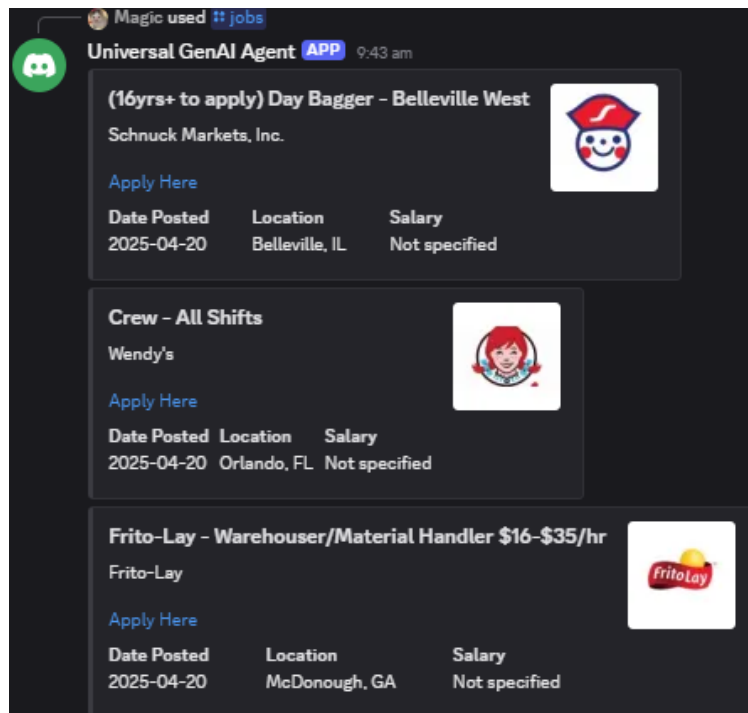 Magic used jobs
Universal GenAI Agent APP 9:43 am
(16yrs+ to apply) Day Bagger - Belleville West
Schnuck Markets, Inc.
Apply Here
Date Posted Location Salary
2025-04-20 Belleville, IL Not specified
Crew - All Shifts
Wendy's
Apply Here
Date Posted Location Salary
2025-04-20 Orlando, FL Not specified
Frito-Lay - Warehouser/Material Handler $16-$35/hr
Frito-Lay
FritoLay
Apply Here
Date Posted Location Salary
2025-04-20 McDonough, GA Not specified